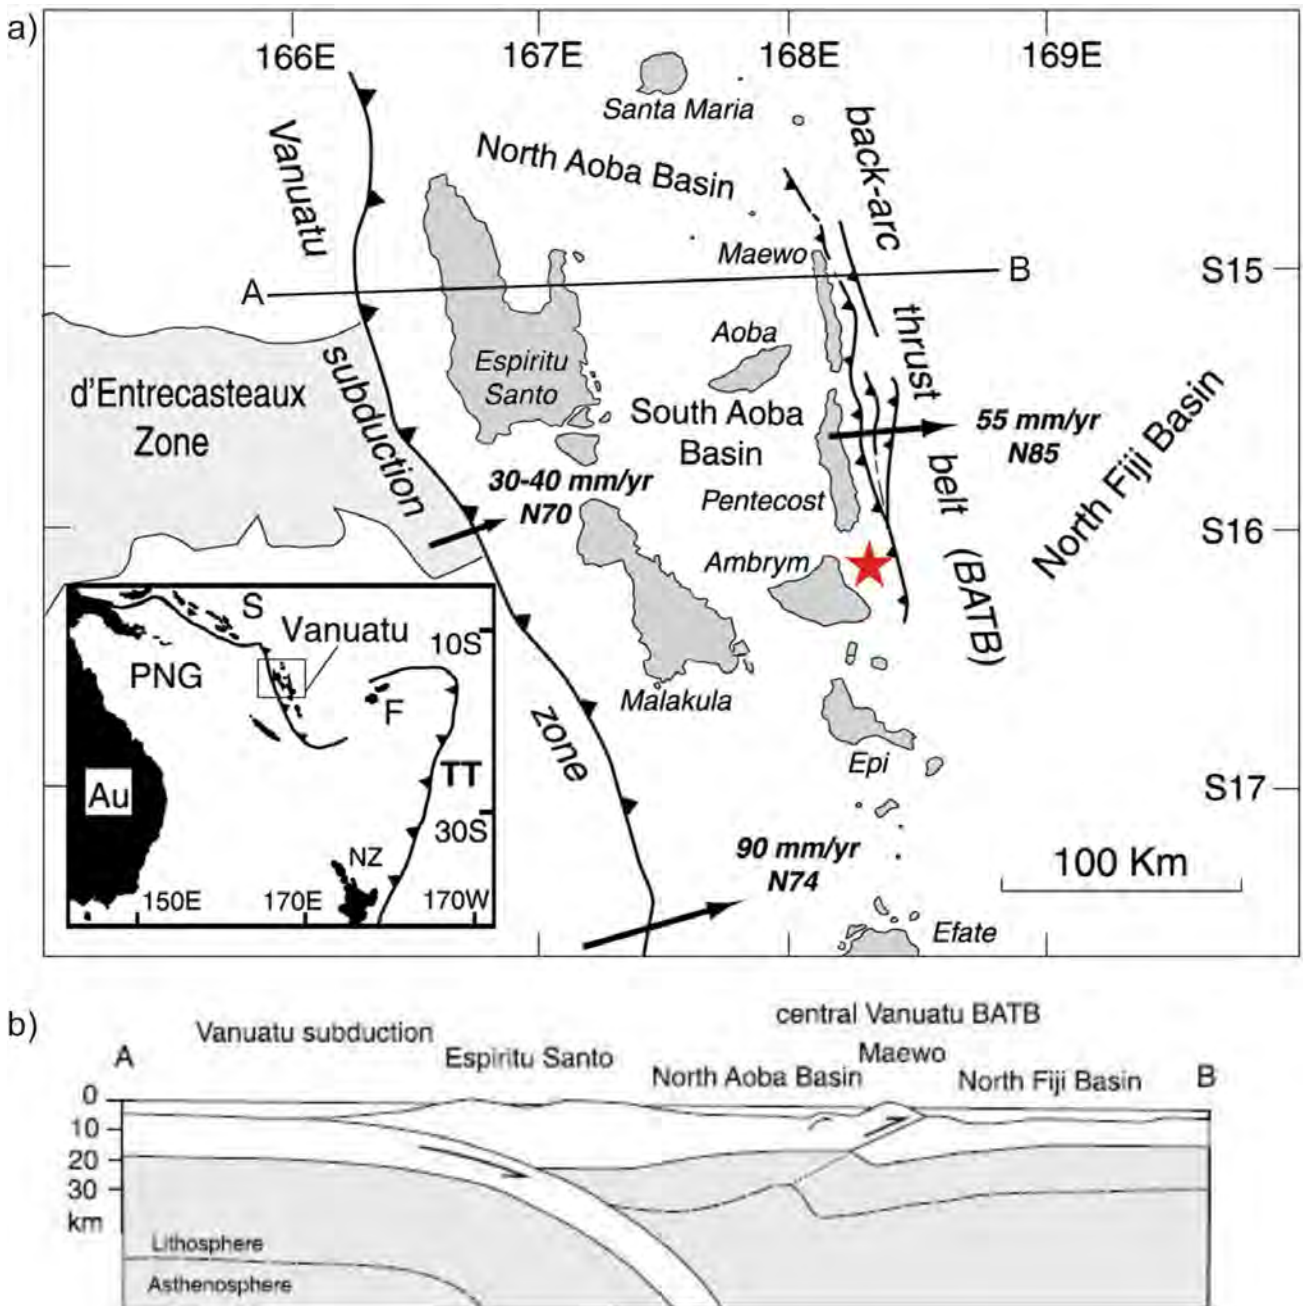 a)
166E
167E
168E
169E
Santa Maria
Vanuatu
subduction
zone
North Aoba Basin
back-arc
thrust
belt
(BATB)
Maewo
A
B
S15
d'Entrecasteaux
Zone
Espiritu
Santo
Aoba
South Aoba
Basin
55 mm/yr
N85
North Fiji Basin
30-40 mm/yr
N70
Pentecost
S16
Ambrym
Malakula
Epi
S17
90 mm/yr
N74
100 Km
Efate
S
Vanuatu
10S
PNG
F
Au
TT
30S
NZ
150E
170E
170W
b)
central Vanuatu BATB
Vanuatu subduction
A
Espiritu Santo
Maewo
North Aoba Basin
North Fiji Basin
B
0
10
20
30
km
Lithosphere
Asthenosphere